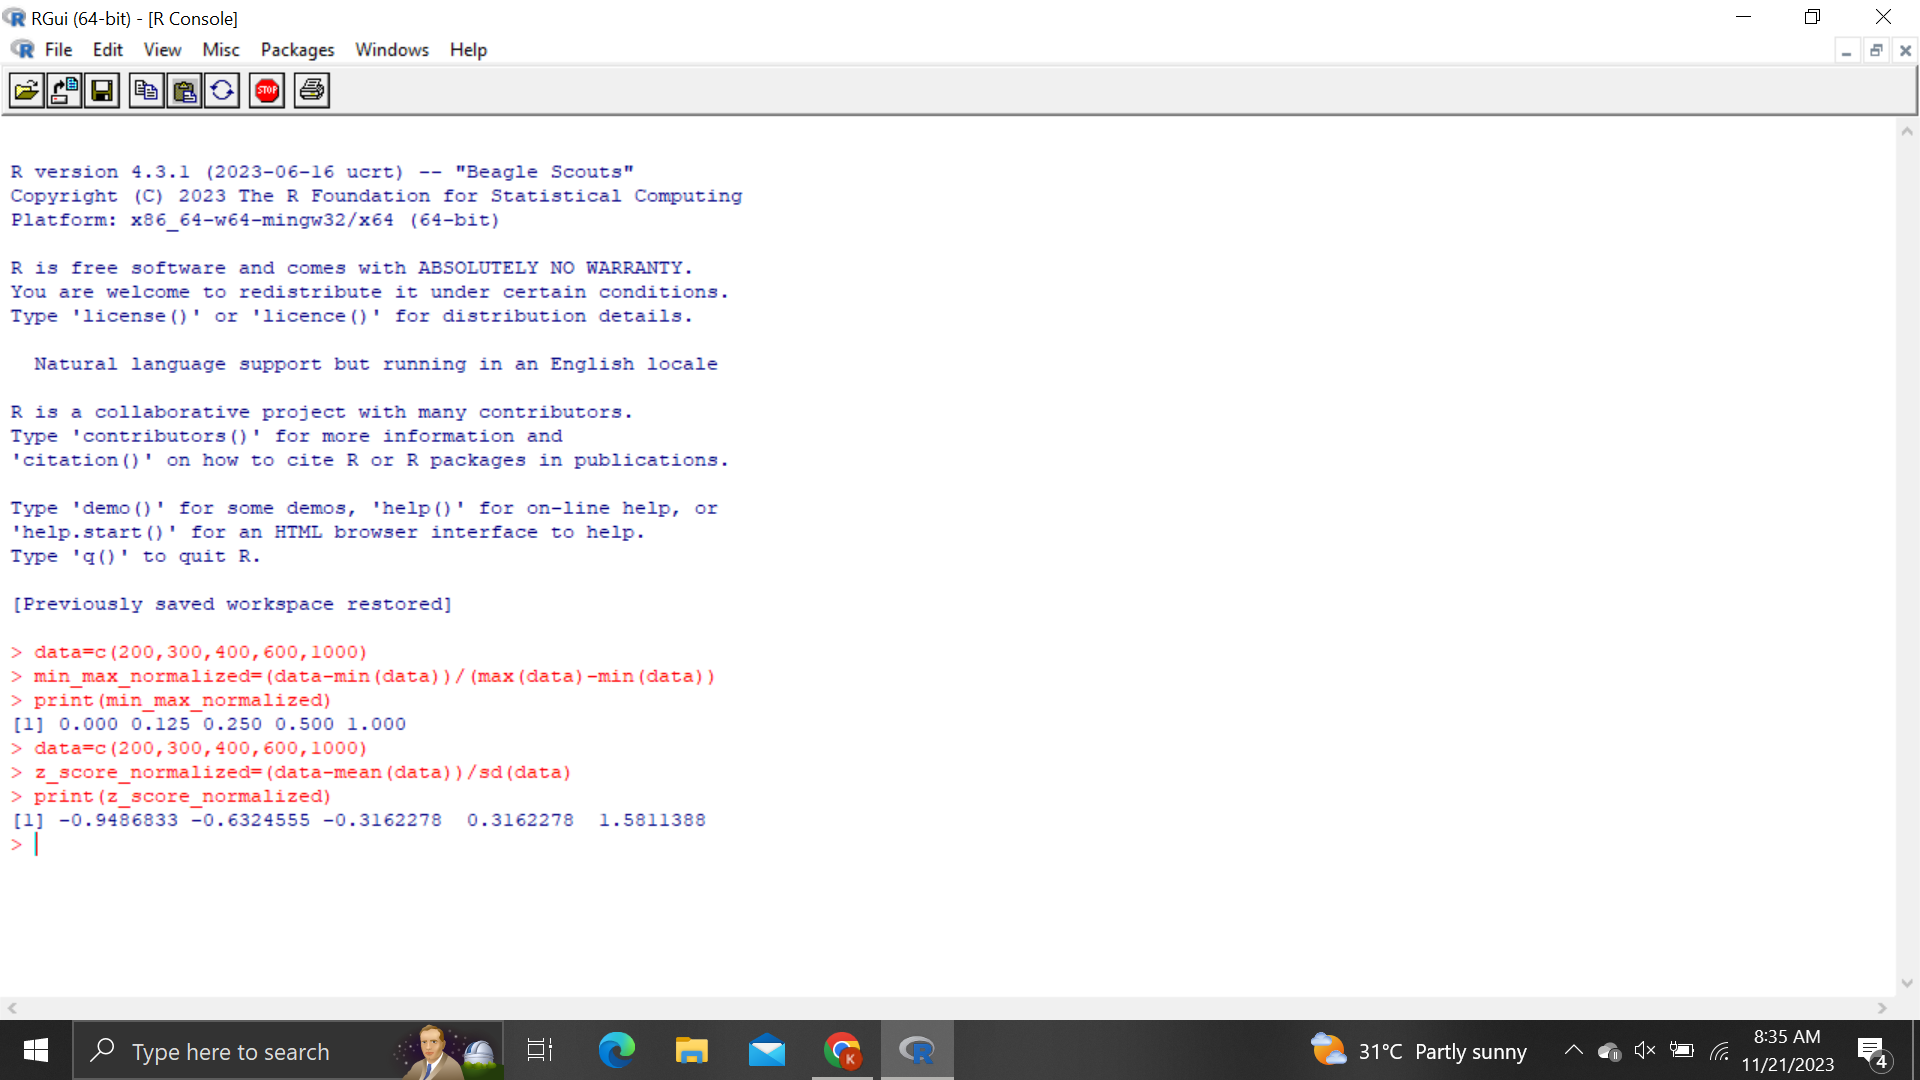 RGui (64-bit) - [R Console]
File Edit View Misc Packages Windows Help
STOP
R version 4.3.1 (2023-06-16 ucrt) -- "Beagle Scouts"
Copyright (C) 2023 The R Foundation for Statistical Computing
Platform: x86_64-w64-mingw32/x64 (64-bit)
R is free software and comes with ABSOLUTELY NO WARRANTY.
You are welcome to redistribute it under certain conditions.
Type 'license()' or 'licence()' for distribution details.
Natural language support but running in an English locale
R is a collaborative project with many contributors.
Type 'contributors()' for more information and
'citation()' on how to cite R or R packages in publications.
Type 'demo()' for some demos, 'help()' for on-line help, or
'help.start()' for an HTML browser interface to help.
Type 'q()' to quit R.
[Previously saved workspace restored]
> data=c(200,300,400,600,1000)
> min_max_normalized=(data-min(data))/(max(data)-min(data))
> print(min_max_normalized)
[1] 0.000 0.125 0.250 0.500 1.000
> data=c(200,300,400,600,1000)
> z_score_normalized=(data-mean(data))/sd(data)
> print(z_score_normalized)
[1] -0.9486833 -0.6324555 -0.3162278  0.3162278  1.5811388
>
Type here to search
K
31°C Partly sunny
8:35 AM
11/21/2023
4